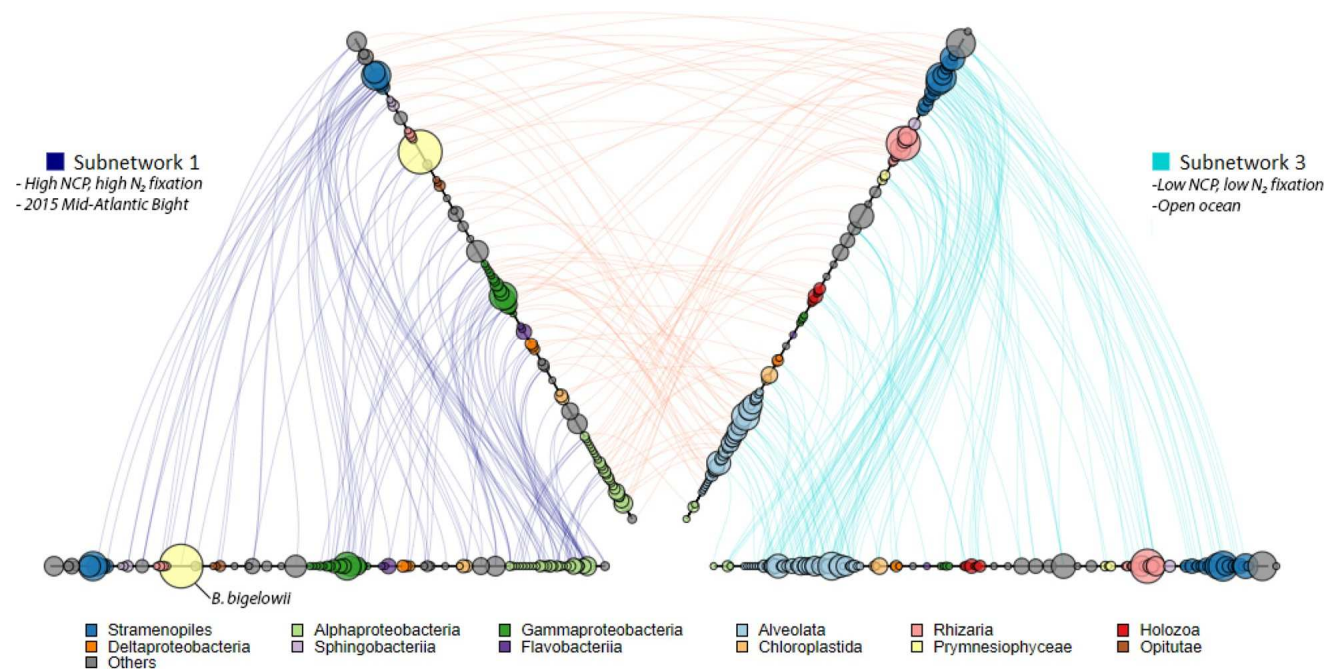 Subnetwork 1
- High NCP, high N₂ fixation
- 2015 Mid-Atlantic Bight
Subnetwork 3
-Low NCP, low N₂ fixation
-Open ocean
B. bigelowii
Stramenopiles Alphaproteobacteria Gammaproteobacteria Alveolata Rhizaria Holozoa
Deltaproteobacteria Sphingobacteriia Flavobacteriia Chloroplastida Prymnesiophyceae Opitutae
Others